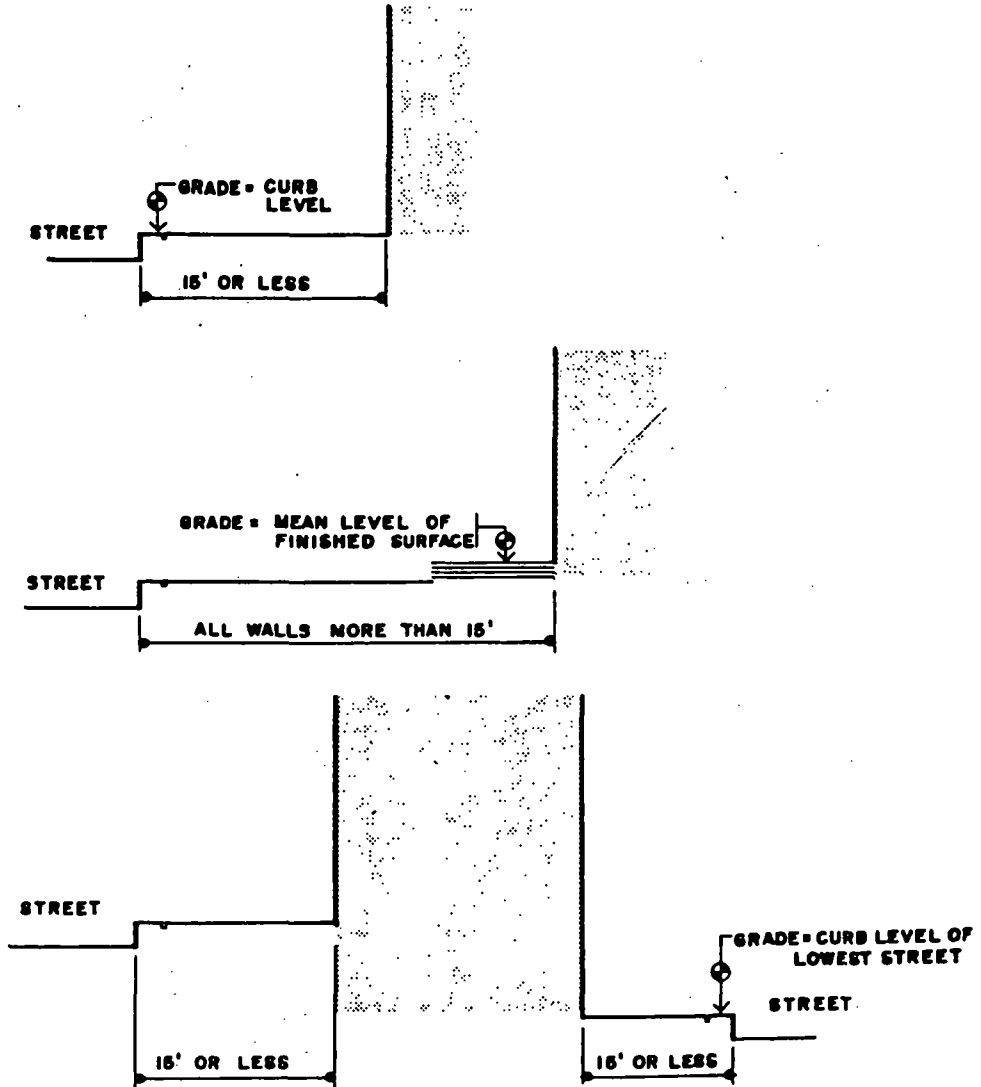 GRADE = CURB
LEVEL
STREET
15' OR LESS
GRADE = MEAN LEVEL OF
FINISHED SURFACE
STREET
ALL WALLS MORE THAN 15'
STREET
GRADE = CURB LEVEL OF
LOWEST STREET
STREET
15' OR LESS
15' OR LESS